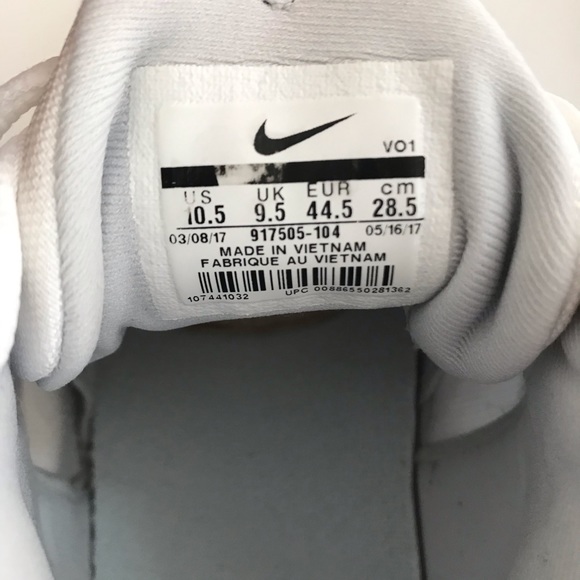 VO1
US UK EUR cm
10.5 9.5 44.5 28.5
03/08/17 917505-104 05/16/17
MADE IN VIETNAM
FABRIQUE AU VIETNAM
107441032 UPC 00886550281362